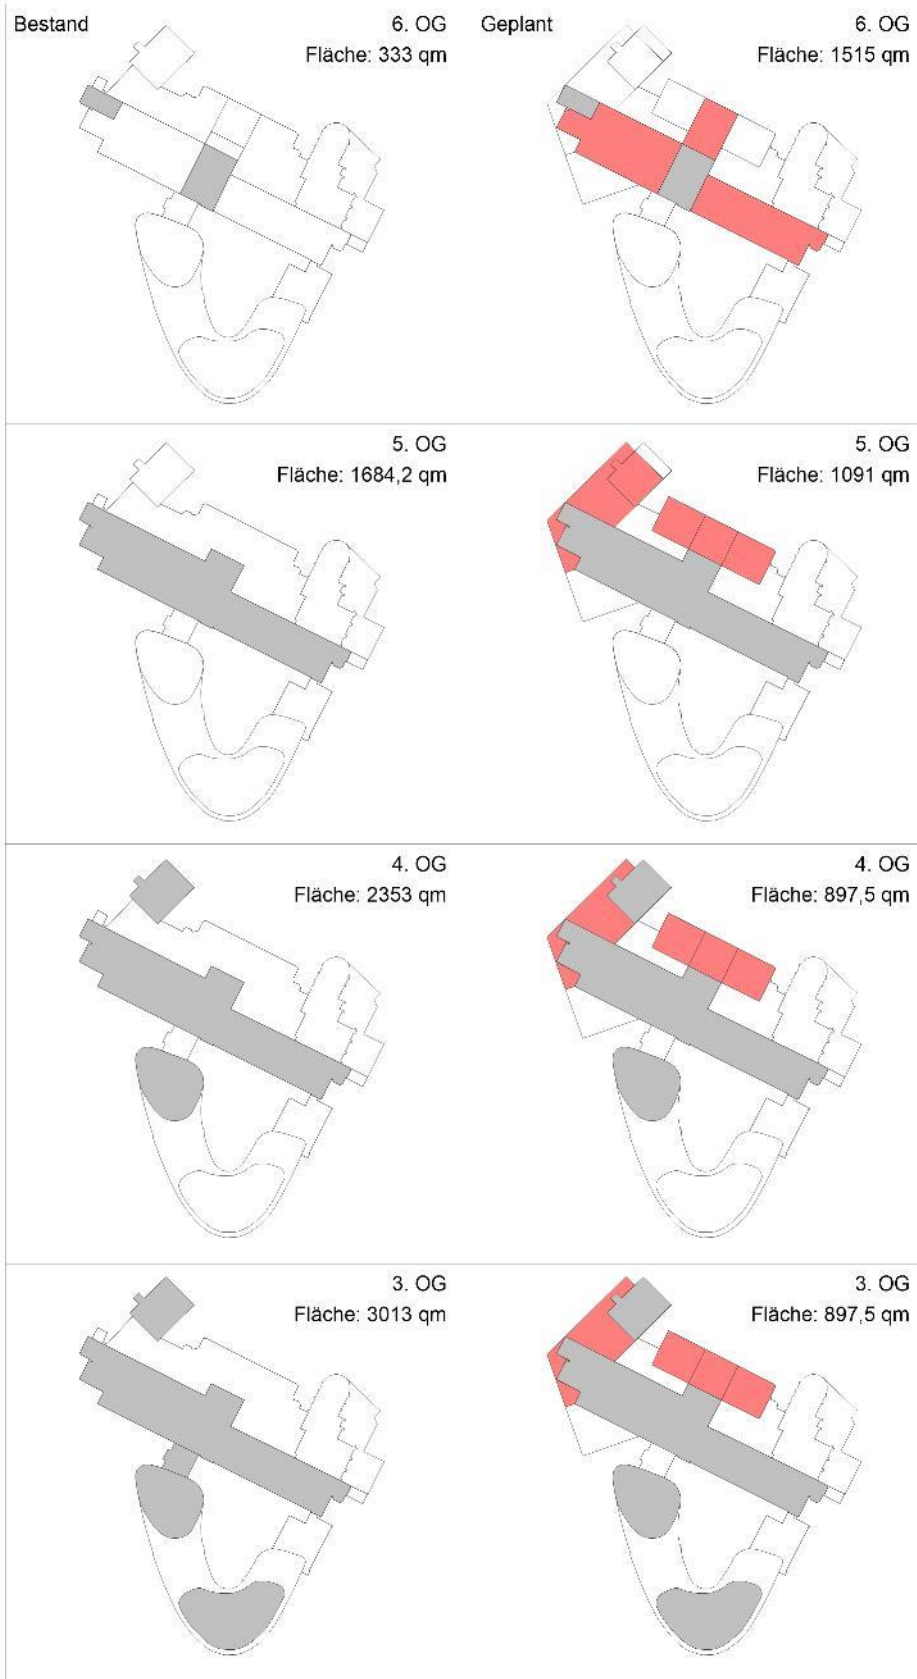 Bestand
6. OG
Fläche: 333 qm
Geplant
6. OG
Fläche: 1515 qm
5. OG
Fläche: 1684,2 qm
5. OG
Fläche: 1091 qm
4. OG
Fläche: 2353 qm
4. OG
Fläche: 897,5 qm
3. OG
Fläche: 3013 qm
3. OG
Fläche: 897,5 qm